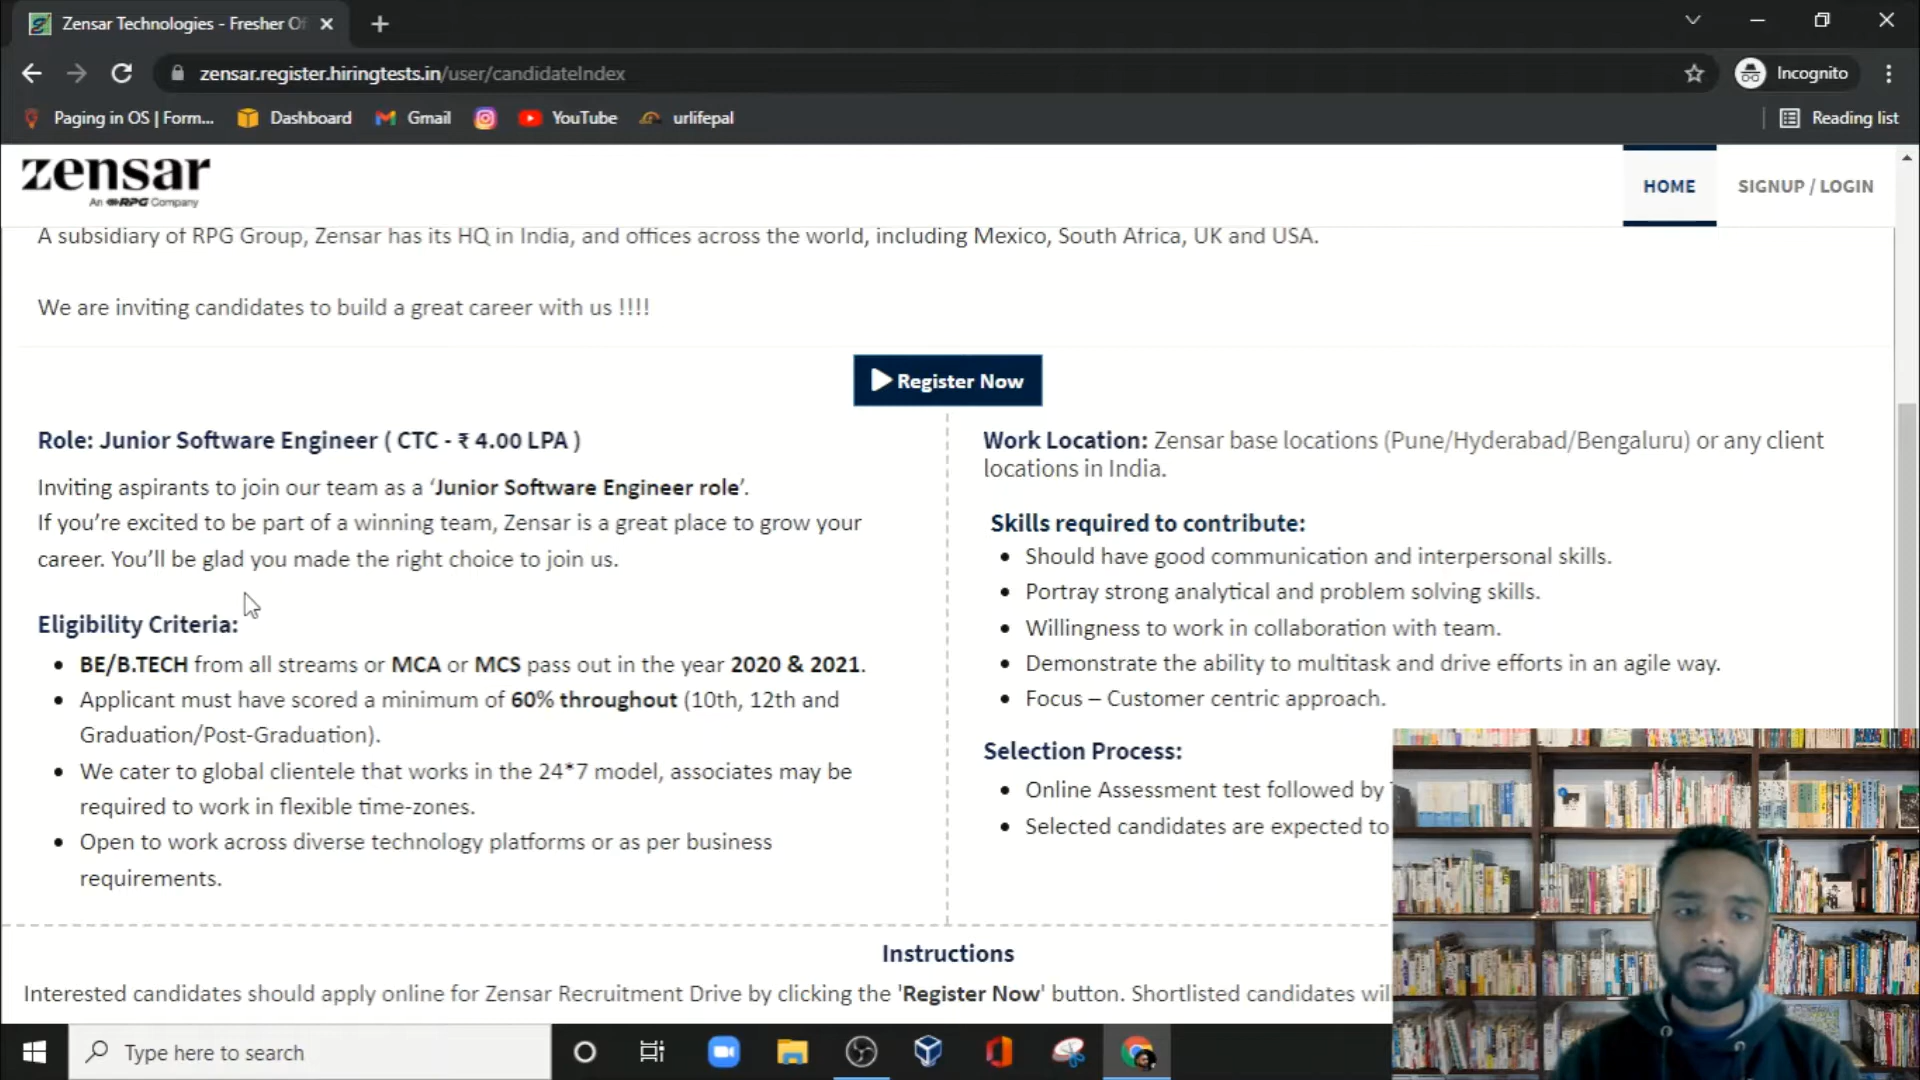 Zensar Technologies - Fresher Of
zensar.register.hiringtests.in/user/candidateIndex
Incognito
Paging in OS | Form...
Dashboard
Gmail
YouTube
urlifepal
Reading list
zensar
An RPG Company
HOME
SIGNUP / LOGIN
A subsidiary of RPG Group, Zensar has its HQ in India, and offices across the world, including Mexico, South Africa, UK and USA.
We are inviting candidates to build a great career with us !!!!
Register Now
Role: Junior Software Engineer ( CTC - ₹ 4.00 LPA )
Inviting aspirants to join our team as a ‘Junior Software Engineer role’.
If you’re excited to be part of a winning team, Zensar is a great place to grow your
career. You’ll be glad you made the right choice to join us.
Eligibility Criteria:
• BE/B.TECH from all streams or MCA or MCS pass out in the year 2020 & 2021.
• Applicant must have scored a minimum of 60% throughout (10th, 12th and
Graduation/Post-Graduation).
• We cater to global clientele that works in the 24*7 model, associates may be
required to work in flexible time-zones.
• Open to work across diverse technology platforms or as per business
requirements.
Work Location: Zensar base locations (Pune/Hyderabad/Bengaluru) or any client
locations in India.
Skills required to contribute:
• Should have good communication and interpersonal skills.
• Portray strong analytical and problem solving skills.
• Willingness to work in collaboration with team.
• Demonstrate the ability to multitask and drive efforts in an agile way.
• Focus – Customer centric approach.
Selection Process:
• Online Assessment test followed by
• Selected candidates are expected to
Instructions
Interested candidates should apply online for Zensar Recruitment Drive by clicking the 'Register Now' button. Shortlisted candidates wil
Type here to search